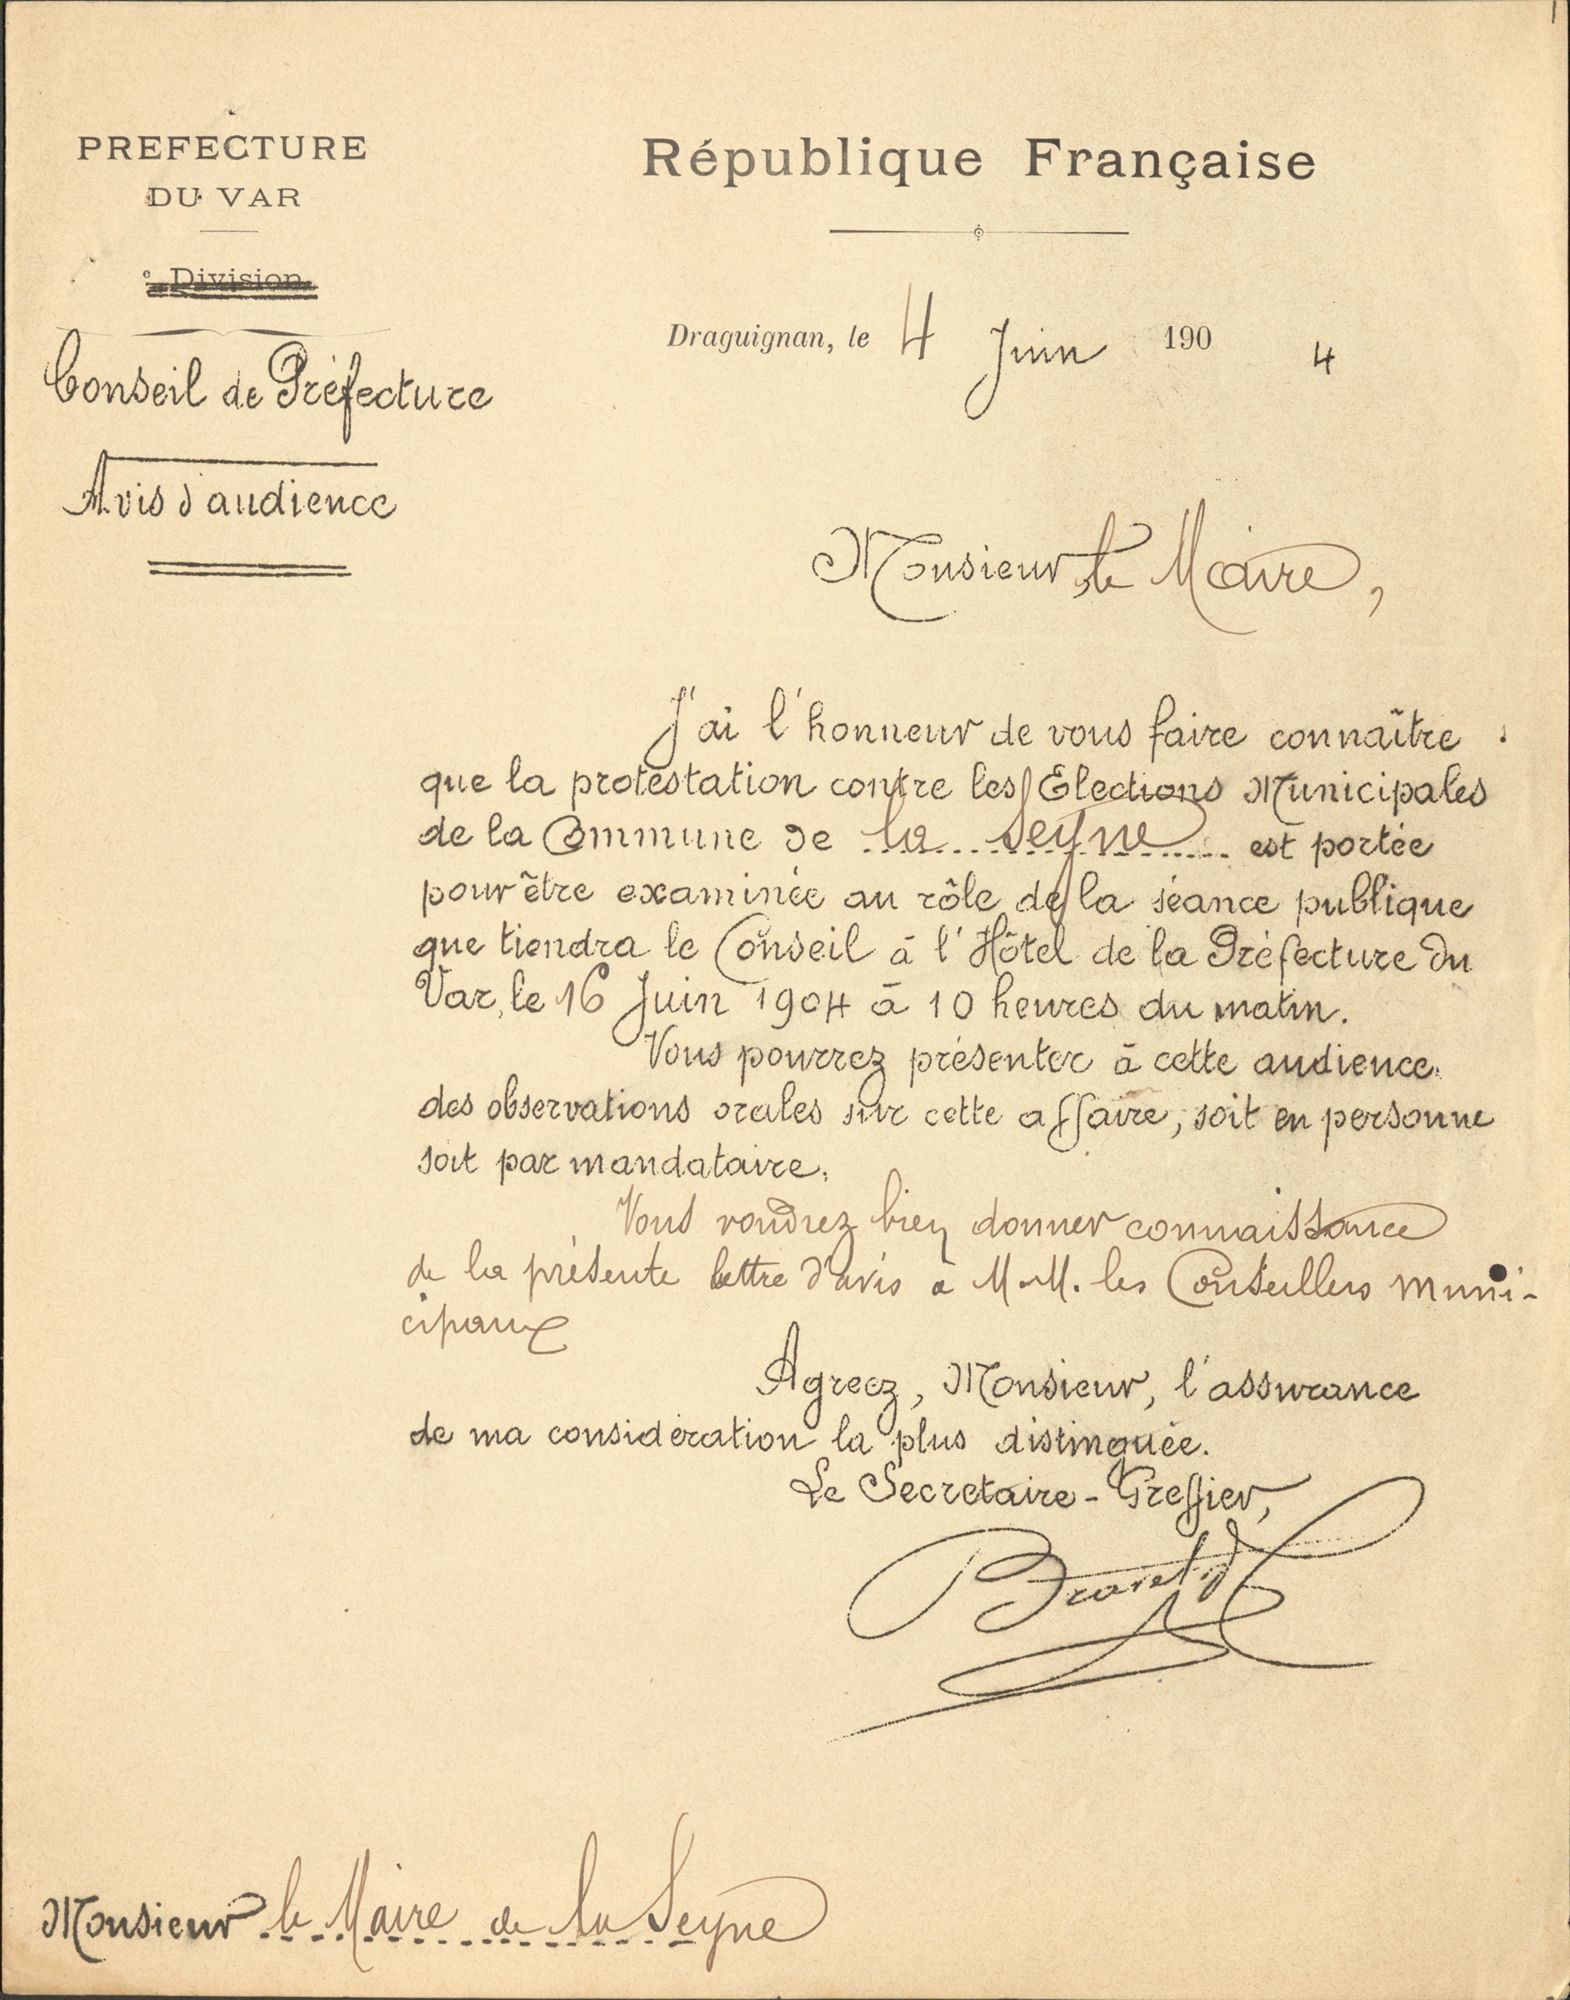 PREFECTURE
DU VAR
e Division
Conseil de Préfecture
Avis d'audience
République Française
Draguignan, le 4 Juin 1904
Monsieur, le Maire,
J'ai l'honneur de vous faire connaître
que la protestation contre les Elections Municipales
de la Commune de la Seyne est portée
pour être examinée au rôle de la séance publique
que tiendra le Conseil à l'Hôtel de la Préfecture du
Var, le 16 Juin 1904 à 10 heures du matin.
Vous pourrez présenter à cette audience
des observations orales sur cette affaire, soit en personne
soit par mandataire.
Vous voudrez bien donner connaissance
de la présente lettre d'avis à M.M. les Conseillers muni-
cipaux
Agréez, Monsieur, l'assurance
de ma considération la plus distinguée.
Le Secrétaire-Greffier,
Monsieur le Maire de la Seyne